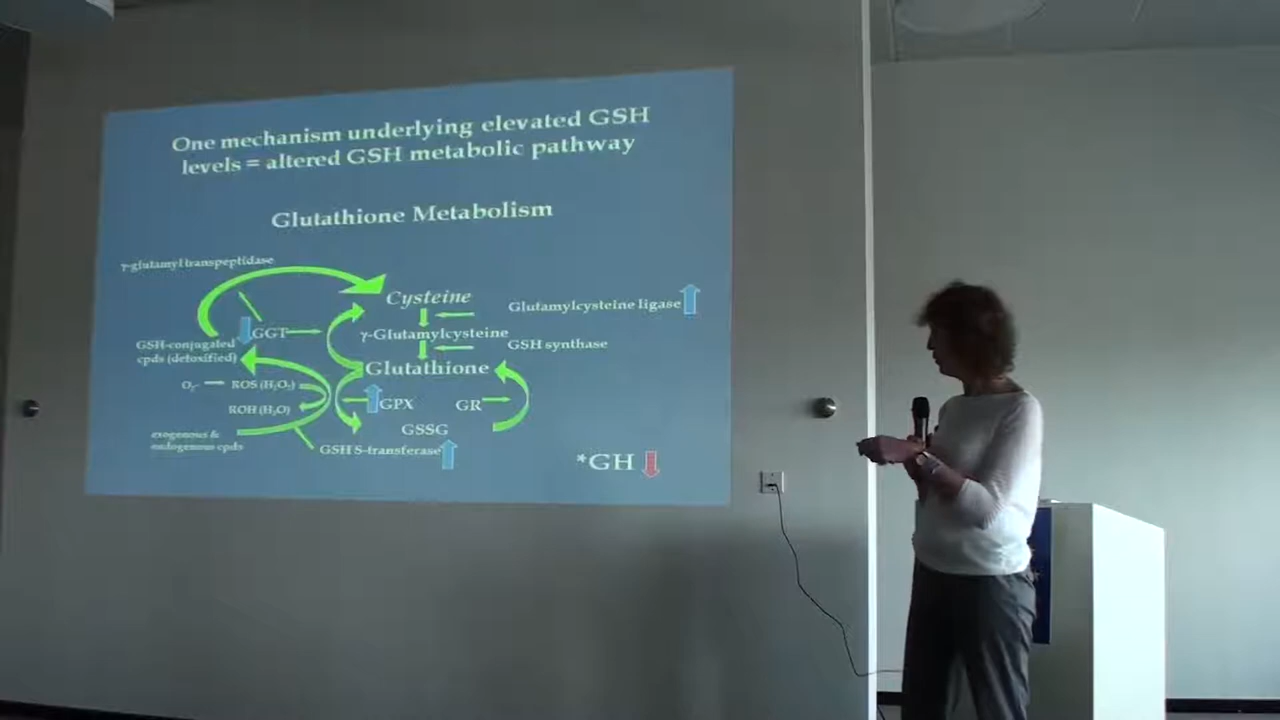 One mechanism underlying elevated GSH
levels = altered GSH metabolic pathway
Glutathione Metabolism
γ-glutamyl transpeptidase
Cysteine
Glutamylcysteine ligase
GGT
γ-Glutamylcysteine
GSH synthase
GSH-conjugated
cpds (detoxified)
Glutathione
O₂⁻
ROS (H₂O₂)
ROH (H₂O)
GPX
GR
GSSG
exogenous &
endogenous cpds
GSH S-transferase
*GH